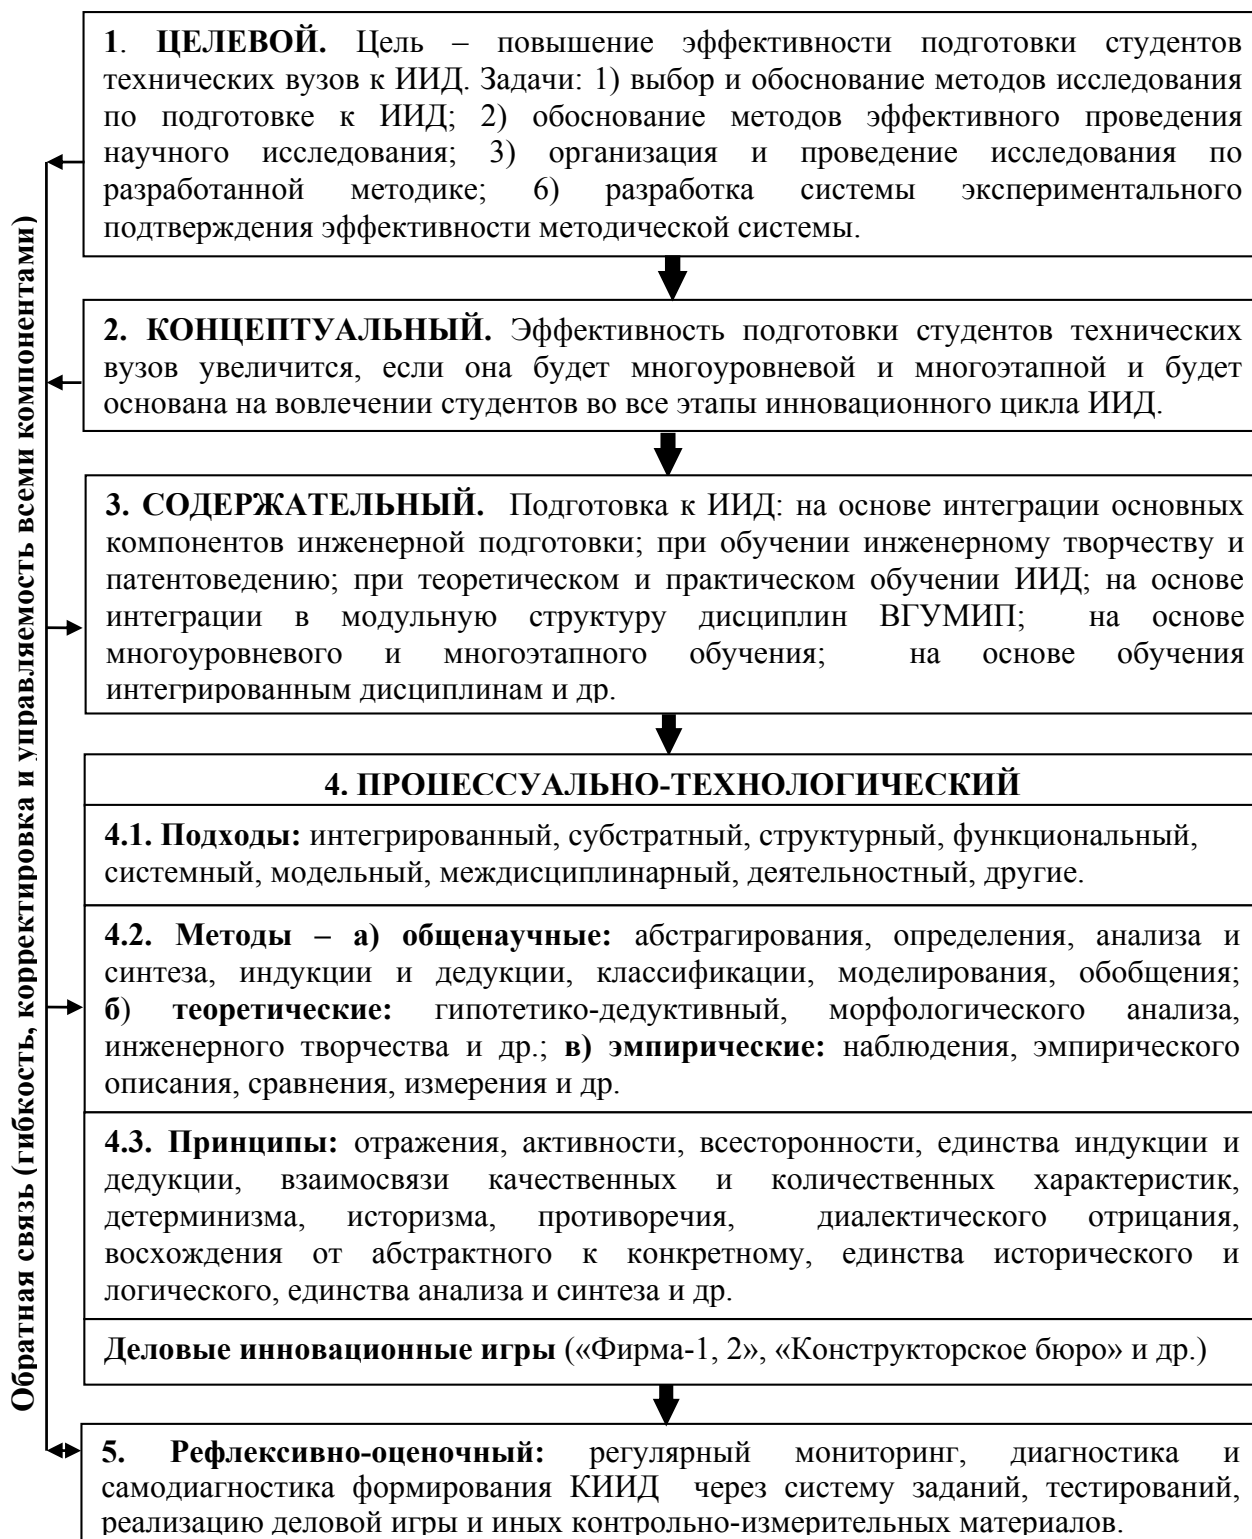 Обратная связь (гибкость, корректировка и управляемость всеми компонентами)
1. ЦЕЛЕВОЙ. Цель – повышение эффективности подготовки студентов
технических вузов к ИИД. Задачи: 1) выбор и обоснование методов исследования
по подготовке к ИИД; 2) обоснование методов эффективного проведения
научного исследования; 3) организация и проведение исследования по
разработанной методике; 6) разработка системы экспериментального
подтверждения эффективности методической системы.
2. КОНЦЕПТУАЛЬНЫЙ. Эффективность подготовки студентов технических
вузов увеличится, если она будет многоуровневой и многоэтапной и будет
основана на вовлечении студентов во все этапы инновационного цикла ИИД.
3. СОДЕРЖАТЕЛЬНЫЙ. Подготовка к ИИД: на основе интеграции основных
компонентов инженерной подготовки; при обучении инженерному творчеству и
патентоведению; при теоретическом и практическом обучении ИИД; на основе
интеграции в модульную структуру дисциплин ВГУМИП; на основе
многоуровневого и многоэтапного обучения; на основе обучения
интегрированным дисциплинам и др.
4. ПРОЦЕССУАЛЬНО-ТЕХНОЛОГИЧЕСКИЙ
4.1. Подходы: интегрированный, субстратный, структурный, функциональный,
системный, модельный, междисциплинарный, деятельностный, другие.
4.2. Методы – а) общенаучные: абстрагирования, определения, анализа и
синтеза, индукции и дедукции, классификации, моделирования, обобщения;
б) теоретические: гипотетико-дедуктивный, морфологического анализа,
инженерного творчества и др.; в) эмпирические: наблюдения, эмпирического
описания, сравнения, измерения и др.
4.3. Принципы: отражения, активности, всесторонности, единства индукции и
дедукции, взаимосвязи качественных и количественных характеристик,
детерминизма, историзма, противоречия, диалектического отрицания,
восхождения от абстрактного к конкретному, единства исторического и
логического, единства анализа и синтеза и др.
Деловые инновационные игры («Фирма-1, 2», «Конструкторское бюро» и др.)
5. Рефлексивно-оценочный: регулярный мониторинг, диагностика и
самодиагностика формирования КИИД через систему заданий, тестирований,
реализацию деловой игры и иных контрольно-измерительных материалов.